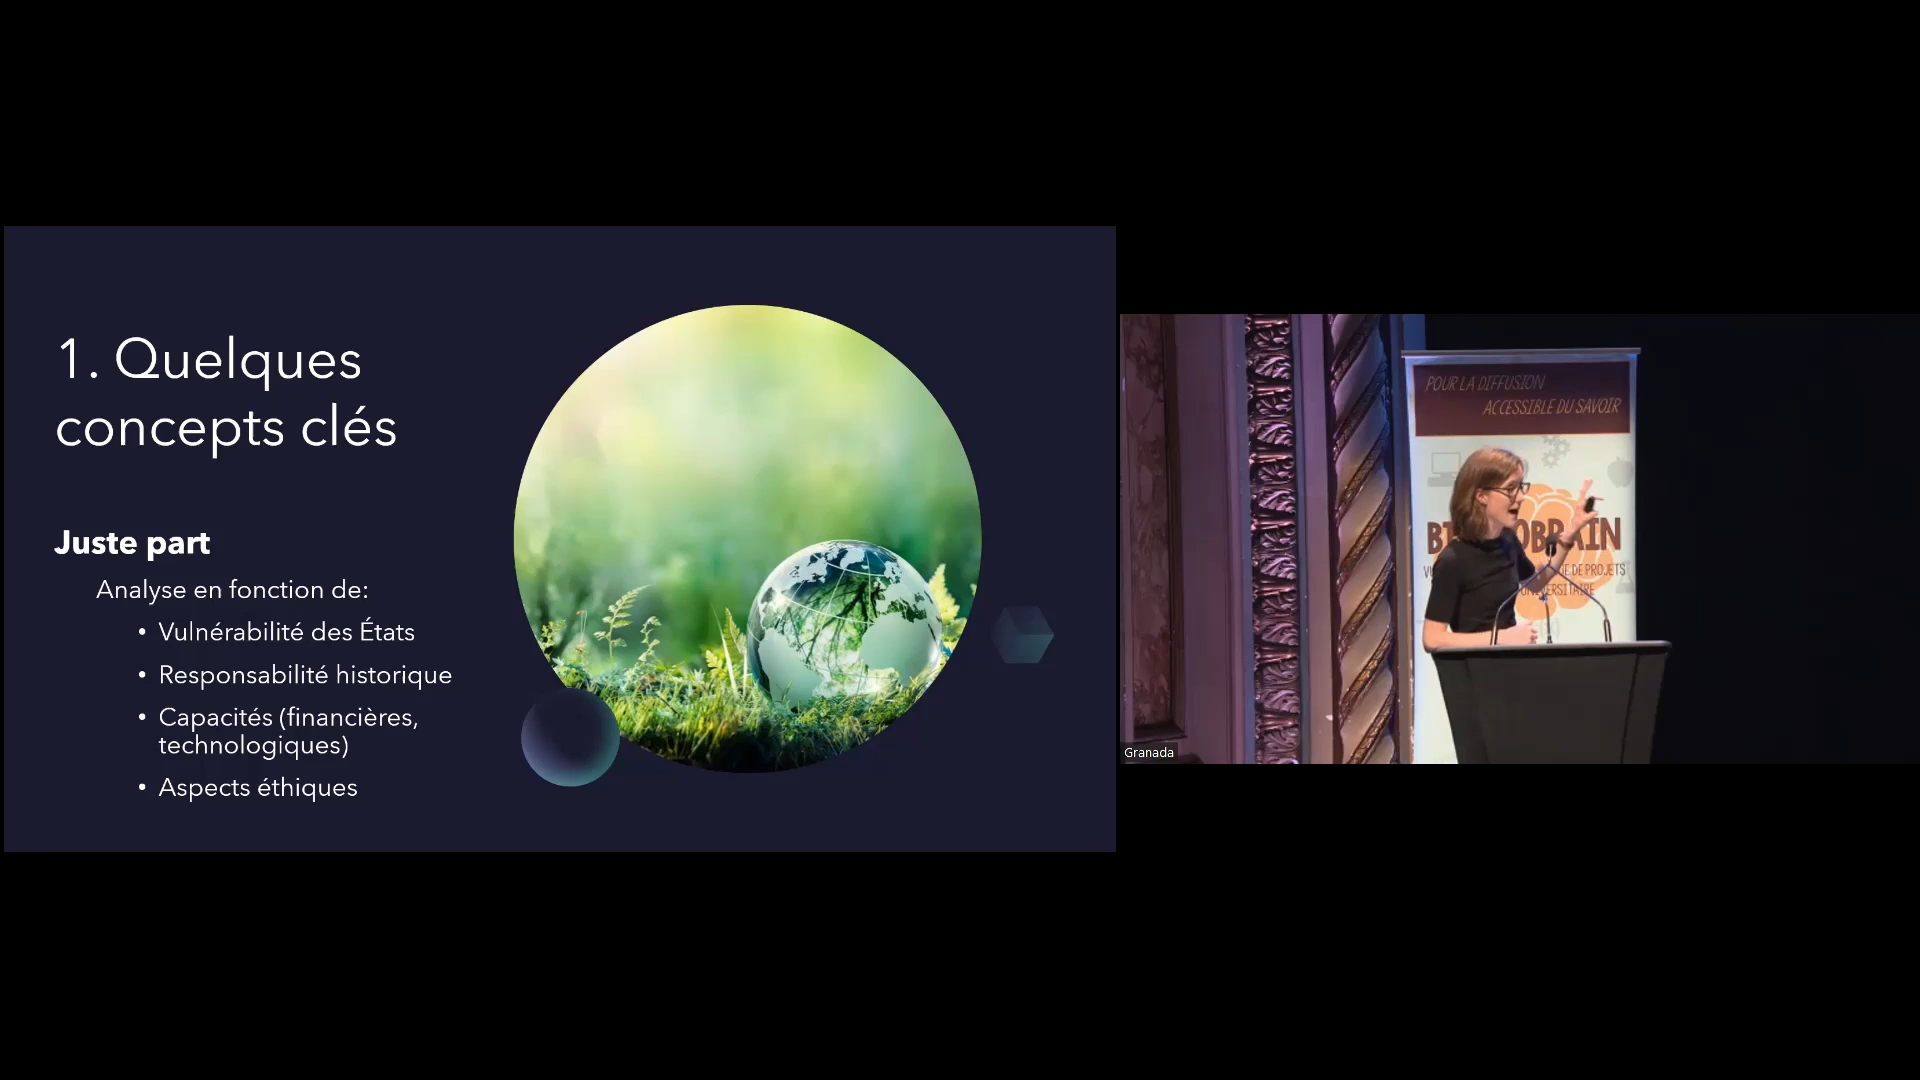 1. Quelques
concepts clés
Juste part
Analyse en fonction de:
• Vulnérabilité des États
• Responsabilité historique
• Capacités (financières,
technologiques)
• Aspects éthiques
POUR LA DIFFUSION
ACCESSIBLE DU SAVOIR
GE DE PROJETS
Granada